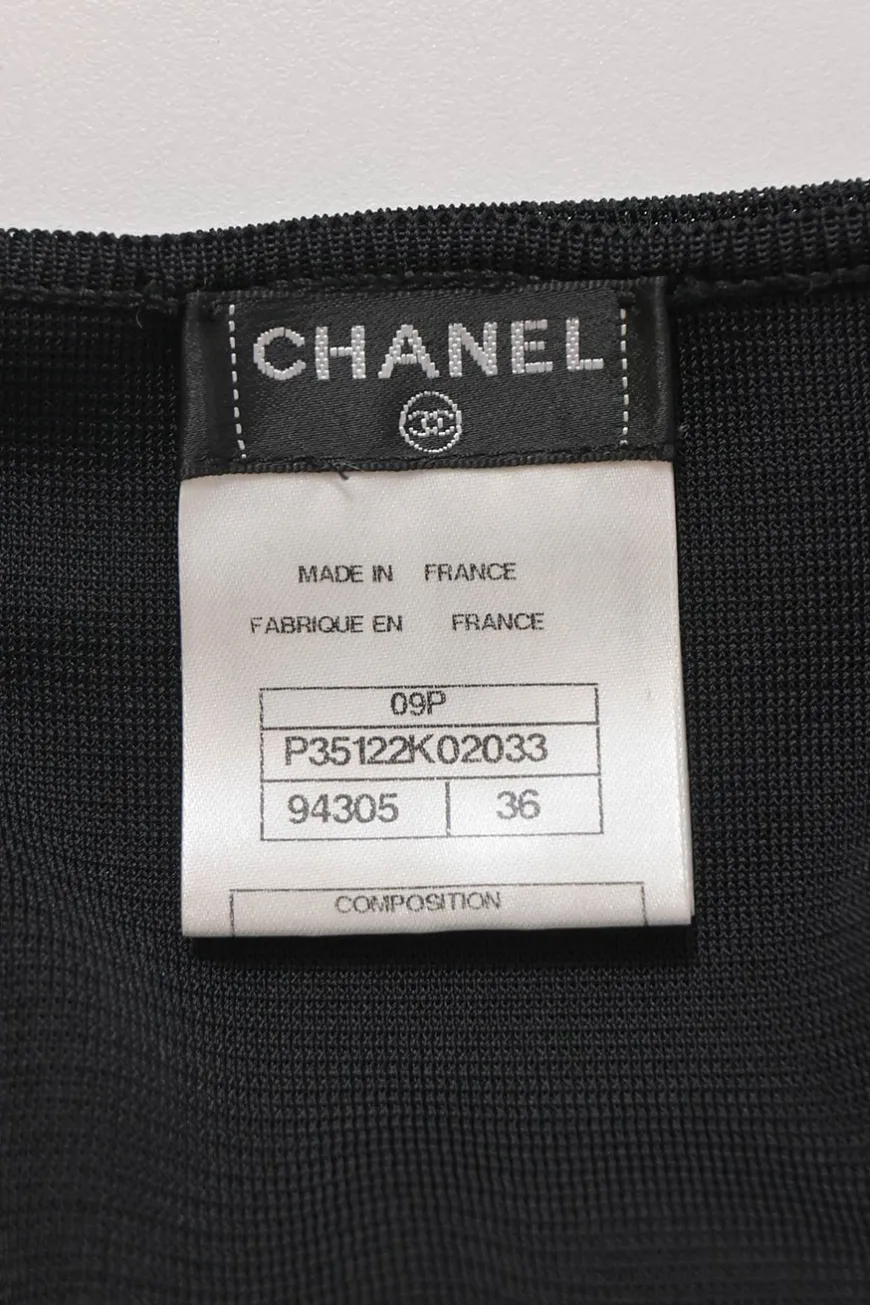 CHANEL
MADE IN FRANCE
FABRIQUE EN FRANCE
09P
P35122K02033
94305 36
COMPOSITION